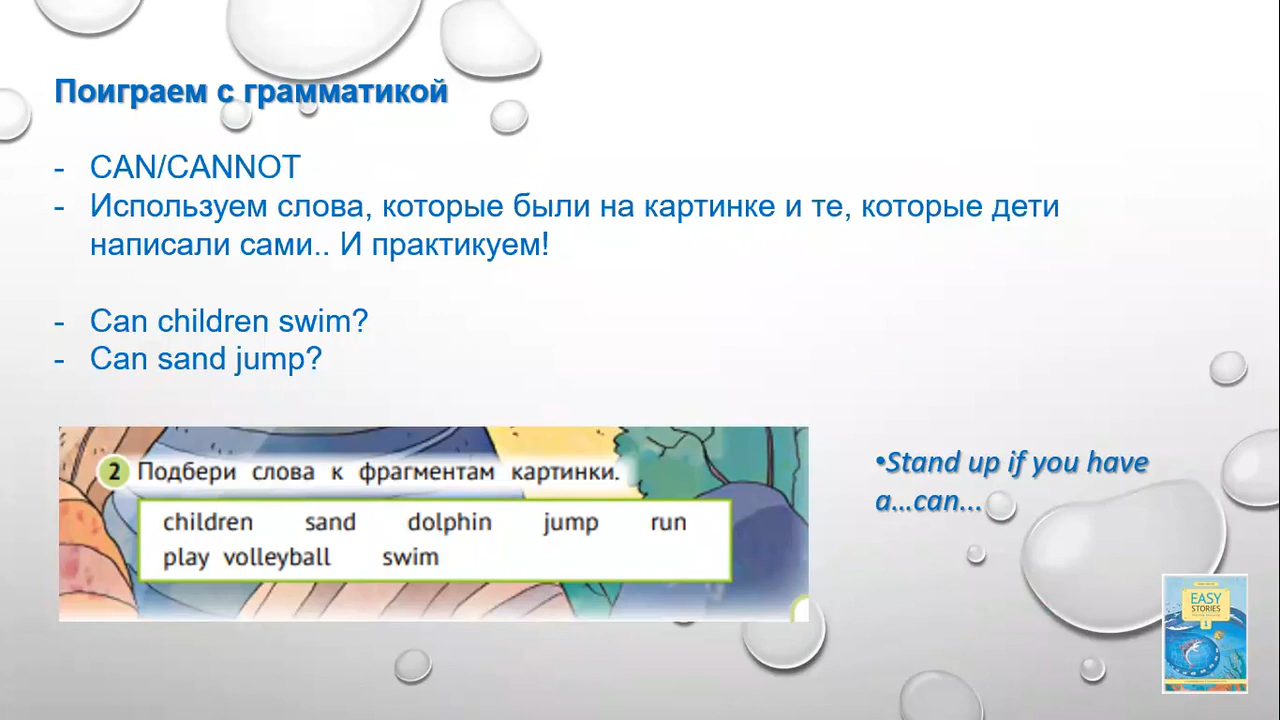 Поиграем с грамматикой
- CAN/CANNOT
- Используем слова, которые были на картинке и те, которые дети
написали сами.. И практикуем!
- Can children swim?
- Can sand jump?
2 Подбери слова к фрагментам картинки.
children sand dolphin jump run
play volleyball swim
•Stand up if you have
a...can...
EASY
STORIES
1